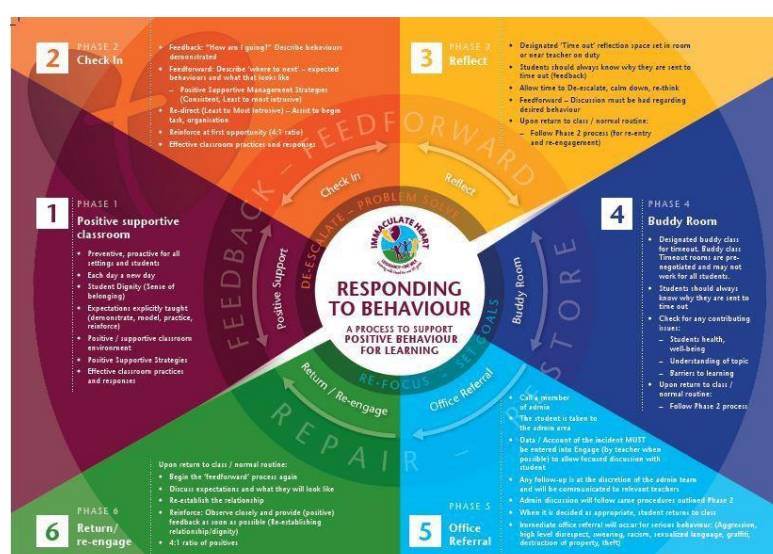 2
PHASE 2
Check In
• Feedback: "How am I going?" Describe behaviours
demonstrated
• Feedforward: Describe 'where to next' – expected
behaviours and what that looks like
– Positive Supportive Management Strategies
(Consistent, Least to most intrusive)
• Re-direct (Least to Most Intrusive) – Assist to begin
task, organisation
• Reinforce at first opportunity (4:1 ratio)
• Effective classroom practices and responses
3
PHASE 3
Reflect
• Designated 'Time out' reflection space set in room
or near teacher on duty
• Students should always know why they are sent to
time out (feedback)
• Allow time to De-escalate, calm down, re-think
• Feedforward – Discussion must be had regarding
desired behaviour
• Upon return to class / normal routine:
– Follow Phase 2 process (for re-entry
and re-engagement)
1
PHASE 1
Positive supportive
classroom
• Preventive, proactive for all
settings and students
• Each day a new day
• Student Dignity (Sense of
belonging)
• Expectations explicitly taught
(demonstrate, model, practice,
reinforce)
• Positive / supportive classroom
environment
• Positive Supportive Strategies
• Effective classroom practices
and responses
FEEDBACK – FEEDFORWARD
REPAIR – RESTORE
Check In
Reflect
Positive Support
Buddy Room
Return / Re-engage
Office Referral
DE-ESCALATE – PROBLEM SOLVE
RE-FOCUS – SET GOALS
IMMACULATE HEART
RESPONDING
TO BEHAVIOUR
A PROCESS TO SUPPORT
POSITIVE BEHAVIOUR
FOR LEARNING
4
PHASE 4
Buddy Room
• Designated buddy class
for timeout. Buddy class
Timeout rooms are pre-
negotiated and may not
work for all students.
• Students should always
know why they are sent to
time out
• Check for any contributing
issues:
– Students health,
well-being
– Understanding of topic
– Barriers to learning
• Upon return to class /
normal routine:
– Follow Phase 2 process
6
PHASE 6
Return/
re-engage
Upon return to class / normal routine:
• Begin the 'feedforward' process again
• Discuss expectations and what they will look like
• Re-establish the relationship
• Reinforce: Observe closely and provide (positive)
feedback as soon as possible (Re-establishing
relationship/dignity)
• 4:1 ratio of positives
5
PHASE 5
Office
Referral
• Call a member
of admin
• The student is taken to
the admin area
• Data / Account of the incident MUST
be entered into Engage (by teacher when
possible) to allow focused discussion with
student
• Any follow-up is at the discretion of the admin team
and will be communicated to relevant teachers
• Admin discussion will follow same procedures outlined Phase 2
• When it is decided as appropriate, student returns to class
• Immediate office referral will occur for serious behaviour: (Aggression,
high level disrespect, swearing, racism, sexualized language, graffiti,
destruction of property, theft)